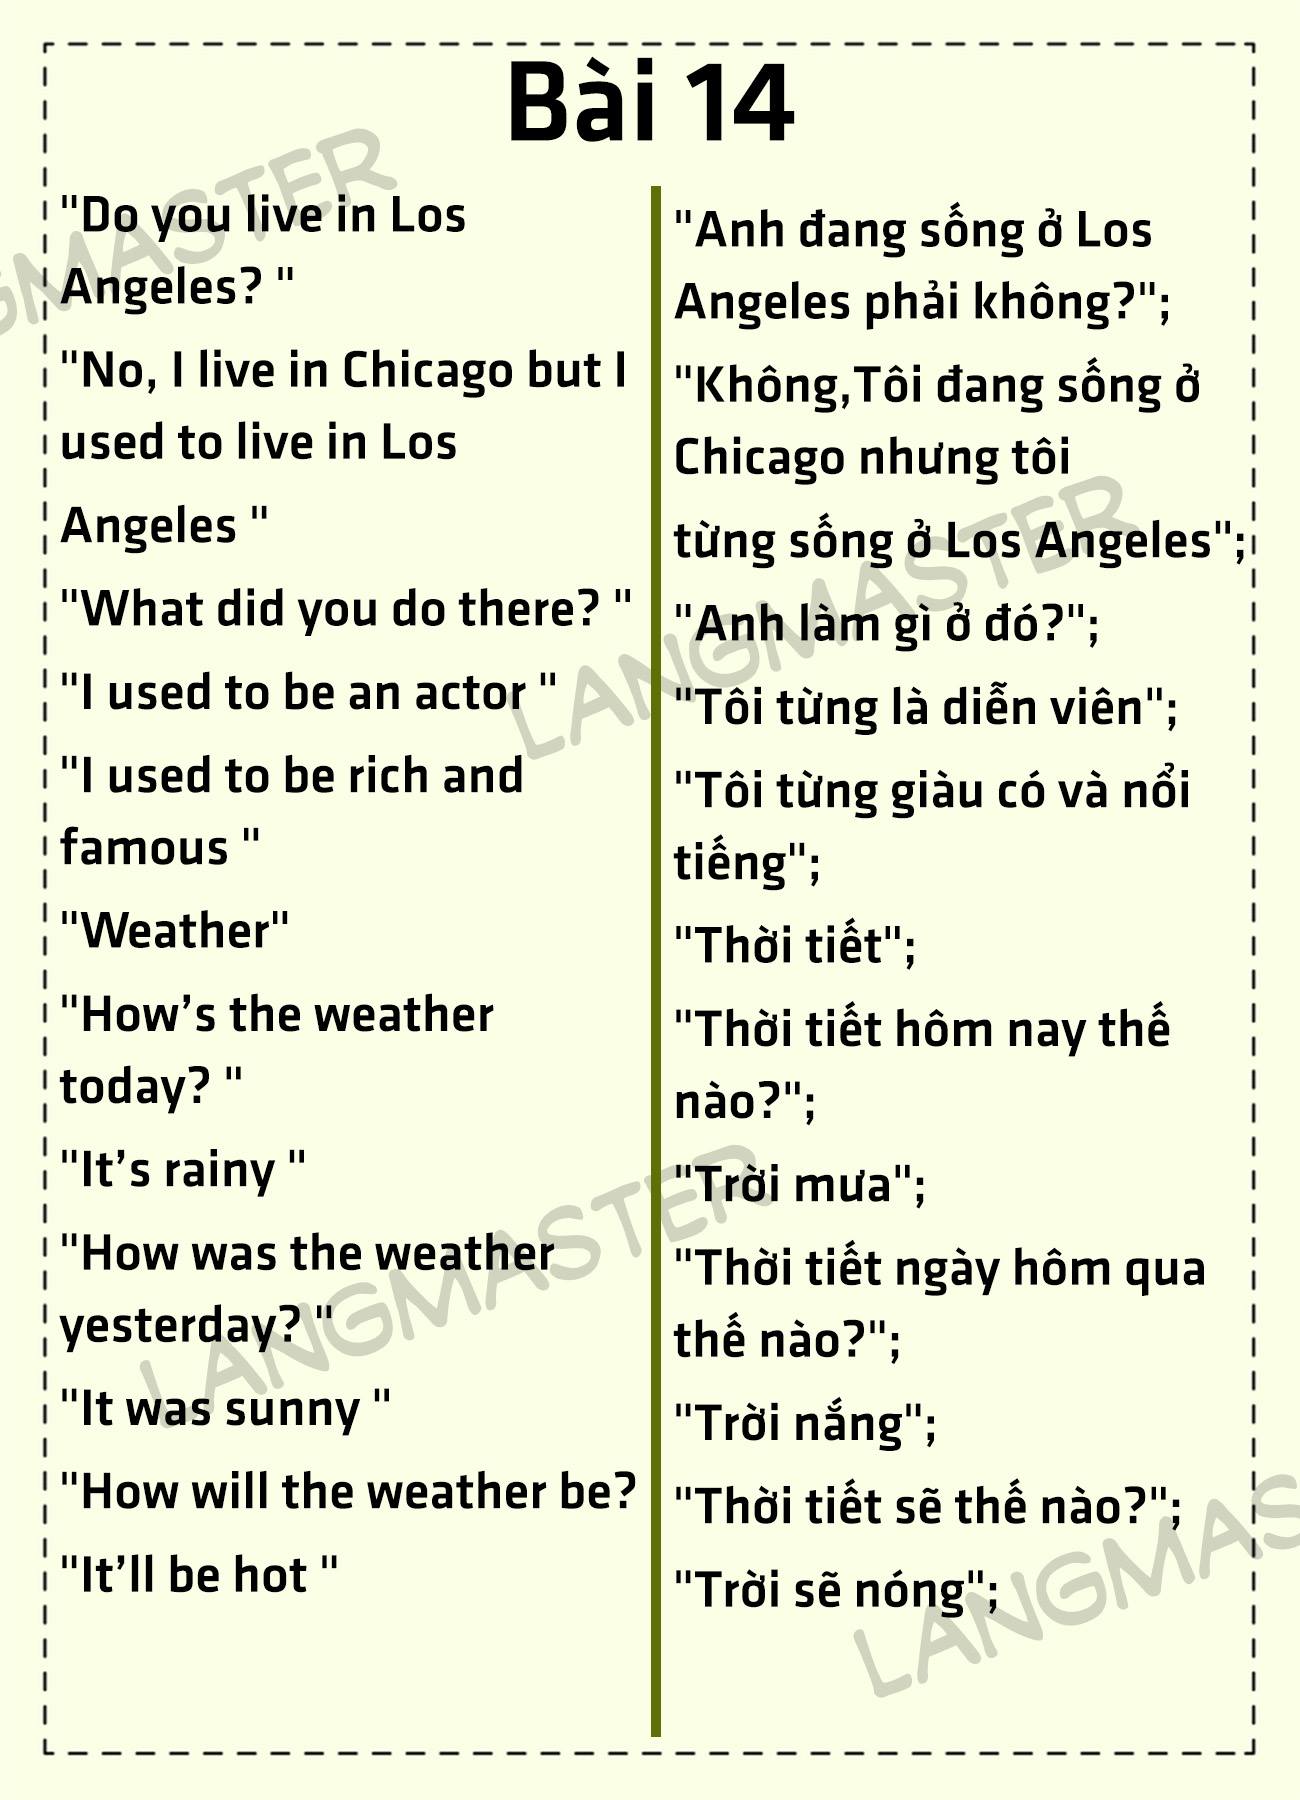 Bài 14
"Do you live in Los
Angeles? "
"No, I live in Chicago but I
used to live in Los
Angeles "
"What did you do there? "
"I used to be an actor "
"I used to be rich and
famous "
"Weather"
"How’s the weather
today? "
"It’s rainy "
"How was the weather
yesterday? "
"It was sunny "
"How will the weather be?
"It’ll be hot "
"Anh đang sống ở Los
Angeles phải không?";
"Không,Tôi đang sống ở
Chicago nhưng tôi
từng sống ở Los Angeles";
"Anh làm gì ở đó?";
"Tôi từng là diễn viên";
"Tôi từng giàu có và nổi
tiếng";
"Thời tiết";
"Thời tiết hôm nay thế
nào?";
"Trời mưa";
"Thời tiết ngày hôm qua
thế nào?";
"Trời nắng";
"Thời tiết sẽ thế nào?";
"Trời sẽ nóng";
LANGMASTER
LANGMASTER
LANGMASTER
LANGMASTER